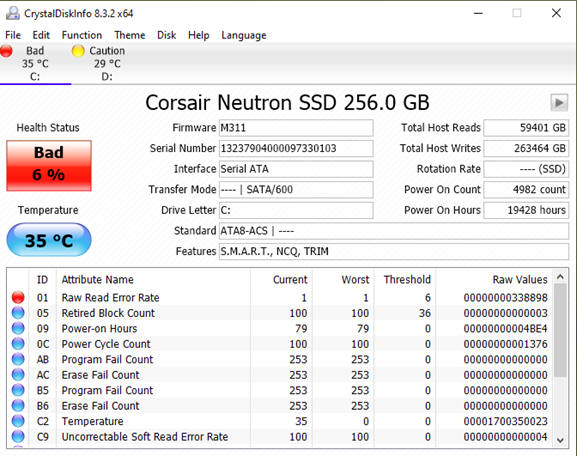 CrystalDiskInfo 8.3.2 x64
File Edit Function Theme Disk Help Language
Bad Caution
35 °C 29 °C
C: D:
Corsair Neutron SSD 256.0 GB
Health Status Firmware M311 Total Host Reads 59401 GB
Bad Serial Number 13237904000097330103 Total Host Writes 263464 GB
6 % Interface Serial ATA Rotation Rate ---- (SSD)
Transfer Mode ---- | SATA/600 Power On Count 4982 count
Temperature Drive Letter C: Power On Hours 19428 hours
35 °C Standard ATA8-ACS | ----
Features S.M.A.R.T., NCQ, TRIM
ID Attribute Name Current Worst Threshold Raw Values
01 Raw Read Error Rate 1 1 6 00000000338898
05 Retired Block Count 100 100 36 00000000000003
09 Power-on Hours 79 79 0 00000000004BE4
0C Power Cycle Count 100 100 0 00000000001376
AB Program Fail Count 253 253 0 00000000000000
AC Erase Fail Count 253 253 0 00000000000000
B5 Program Fail Count 253 253 0 00000000000000
B6 Erase Fail Count 253 253 0 00000000000000
C2 Temperature 35 0 0 00001700350023
C9 Uncorrectable Soft Read Error Rate 100 100 0 00000000000004